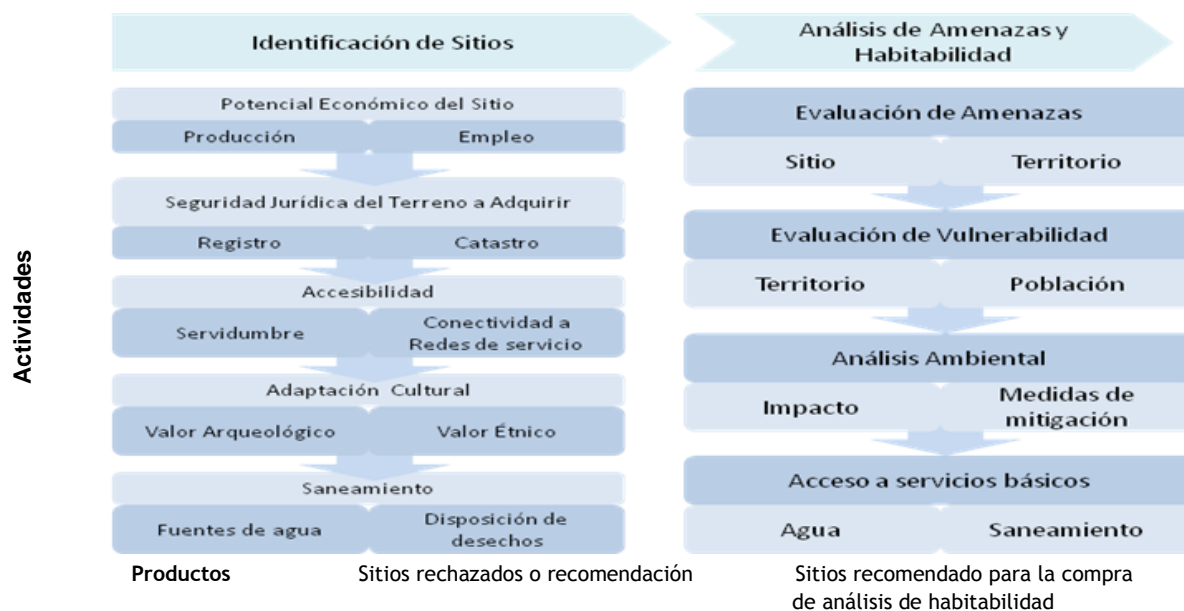 Identificación de Sitios
Análisis de Amenazas y
Habitabilidad
Actividades
Potencial Económico del Sitio
Producción
Empleo
Seguridad Jurídica del Terreno a Adquirir
Registro
Catastro
Accesibilidad
Servidumbre
Conectividad a
Redes de servicio
Adaptación Cultural
Valor Arqueológico
Valor Étnico
Saneamiento
Fuentes de agua
Disposición de
desechos
Evaluación de Amenazas
Sitio
Territorio
Evaluación de Vulnerabilidad
Territorio
Población
Análisis Ambiental
Impacto
Medidas de
mitigación
Acceso a servicios básicos
Agua
Saneamiento
Productos
Sitios rechazados o recomendación
Sitios recomendado para la compra
de análisis de habitabilidad